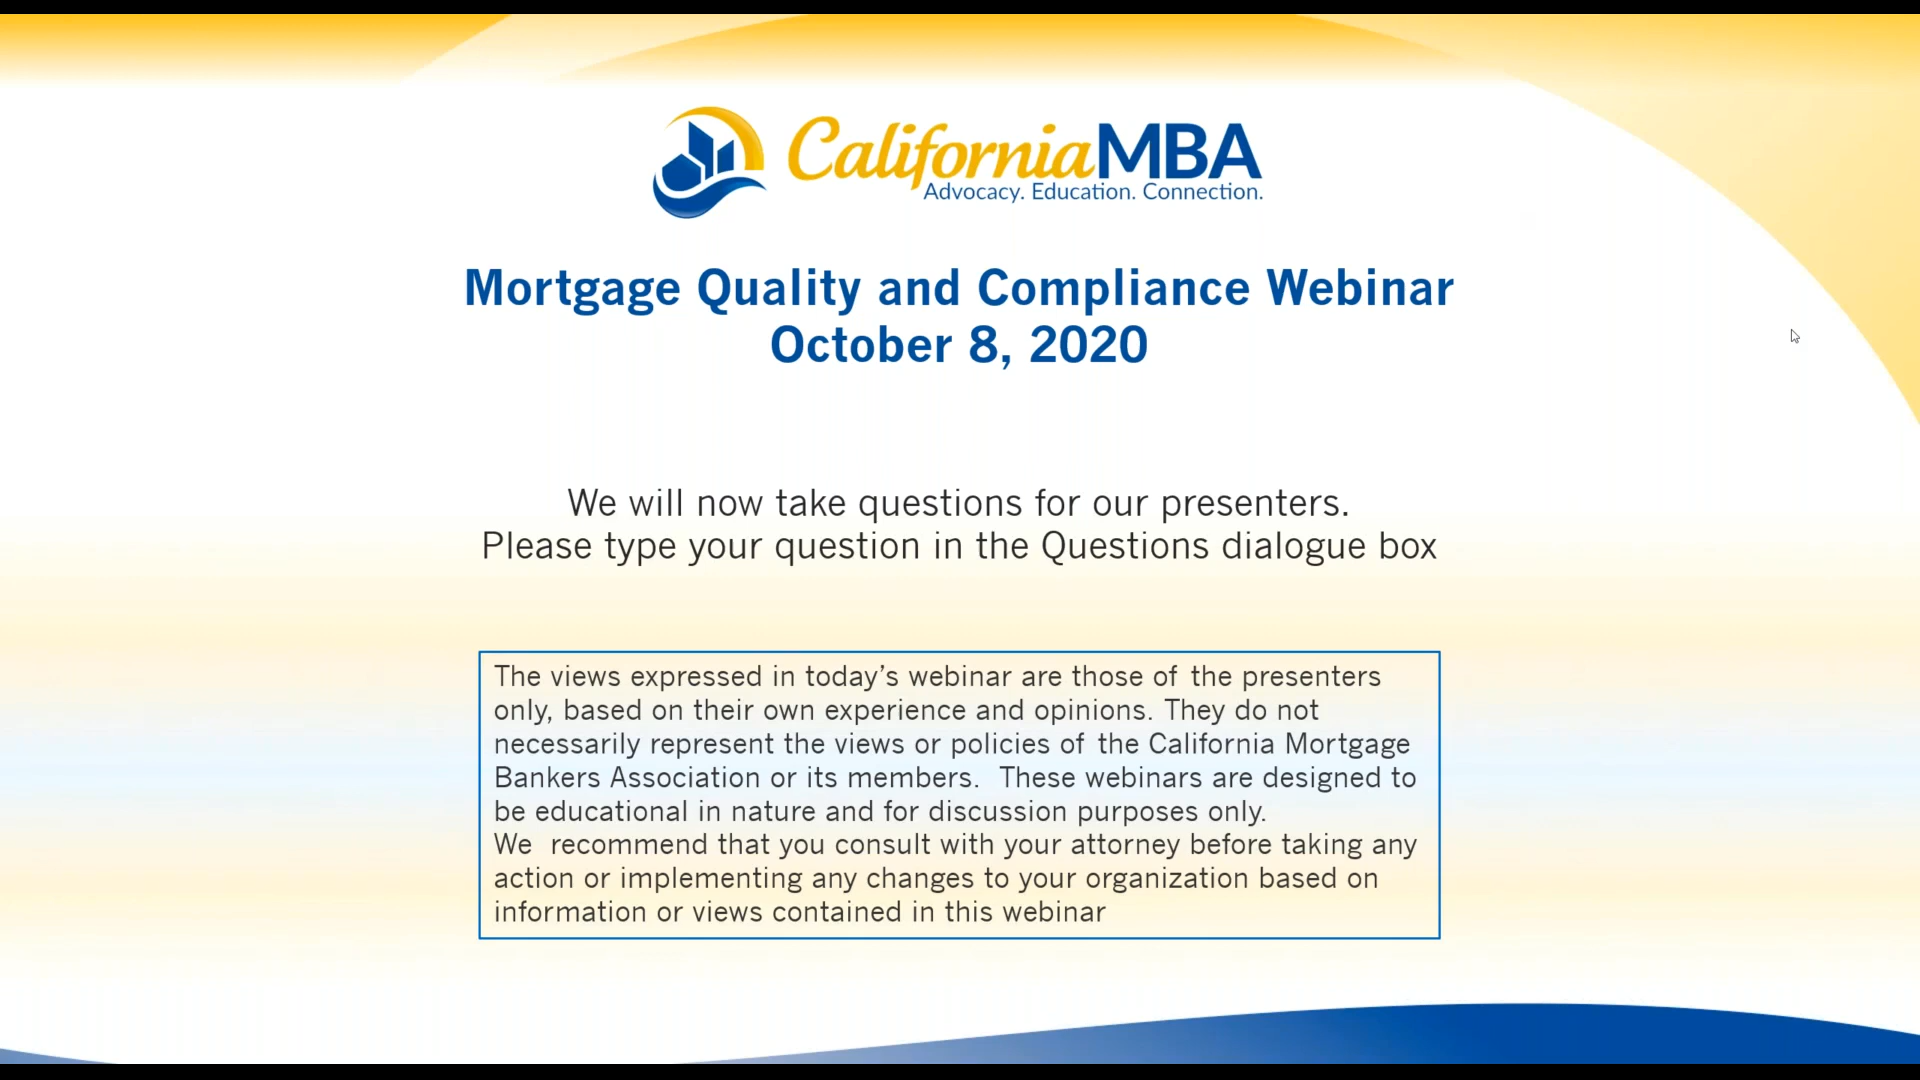 CaliforniaMBA
Advocacy. Education. Connection.
Mortgage Quality and Compliance Webinar
October 8, 2020
We will now take questions for our presenters.
Please type your question in the Questions dialogue box
The views expressed in today’s webinar are those of the presenters
only, based on their own experience and opinions. They do not
necessarily represent the views or policies of the California Mortgage
Bankers Association or its members.  These webinars are designed to
be educational in nature and for discussion purposes only.
We  recommend that you consult with your attorney before taking any
action or implementing any changes to your organization based on
information or views contained in this webinar